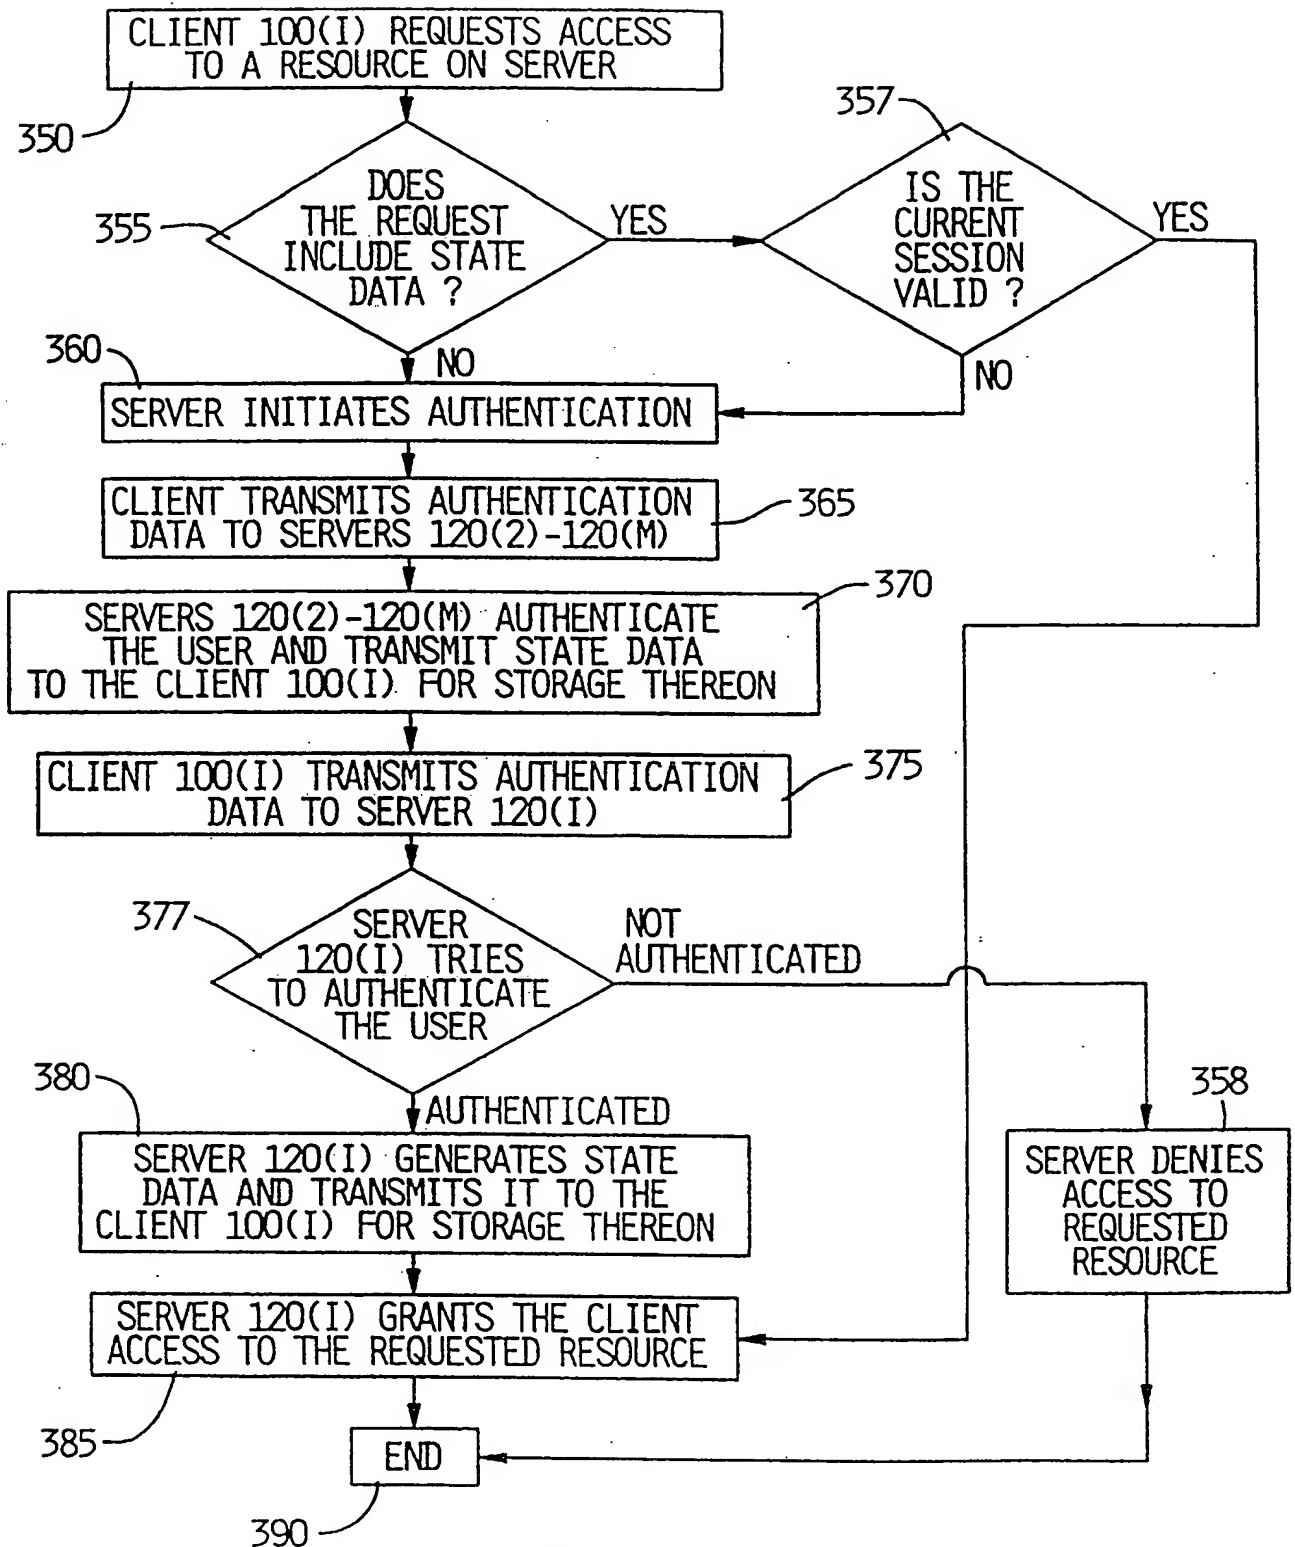 CLIENT 100(I) REQUESTS ACCESS
TO A RESOURCE ON SERVER
350
357
DOES
THE REQUEST
INCLUDE STATE
DATA ?
355
YES
IS THE
CURRENT
SESSION
VALID ?
YES
360
NO
NO
SERVER INITIATES AUTHENTICATION
CLIENT TRANSMITS AUTHENTICATION
DATA TO SERVERS 120(2)-120(M)
365
370
SERVERS 120(2)-120(M) AUTHENTICATE
THE USER AND TRANSMIT STATE DATA
TO THE CLIENT 100(I) FOR STORAGE THEREON
CLIENT 100(I) TRANSMITS AUTHENTICATION
DATA TO SERVER 120(I)
375
377
SERVER
120(I) TRIES
TO AUTHENTICATE
THE USER
NOT
AUTHENTICATED
380
AUTHENTICATED
358
SERVER 120(I) GENERATES STATE
DATA AND TRANSMITS IT TO THE
CLIENT 100(I) FOR STORAGE THEREON
SERVER DENIES
ACCESS TO
REQUESTED
RESOURCE
SERVER 120(I) GRANTS THE CLIENT
ACCESS TO THE REQUESTED RESOURCE
385
END
390